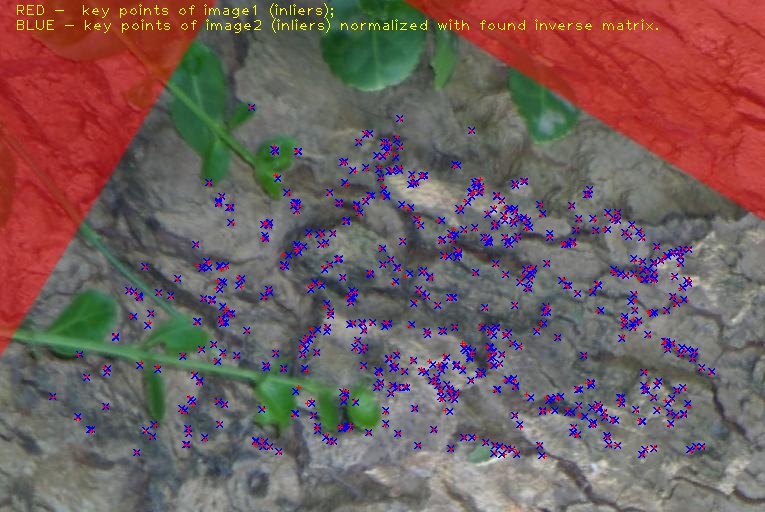 RED -  key points of image1 (inliers);
BLUE - key points of image2 (inliers) normalized with found inverse matrix.